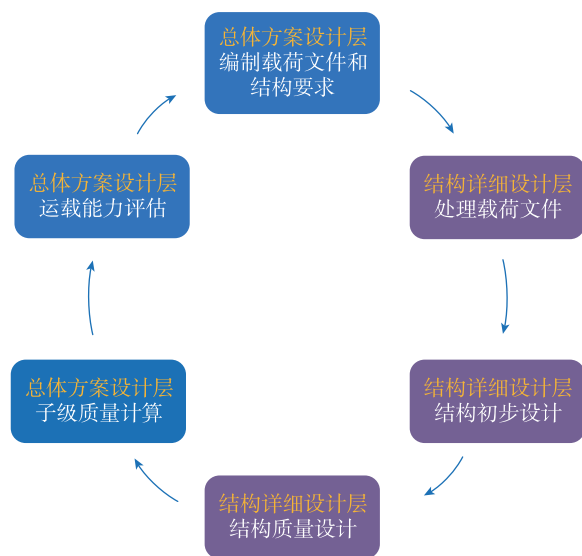 总体方案设计层
编制载荷文件和
结构要求
结构详细设计层
处理载荷文件
结构详细设计层
结构初步设计
结构详细设计层
结构质量设计
总体方案设计层
子级质量计算
总体方案设计层
运载能力评估